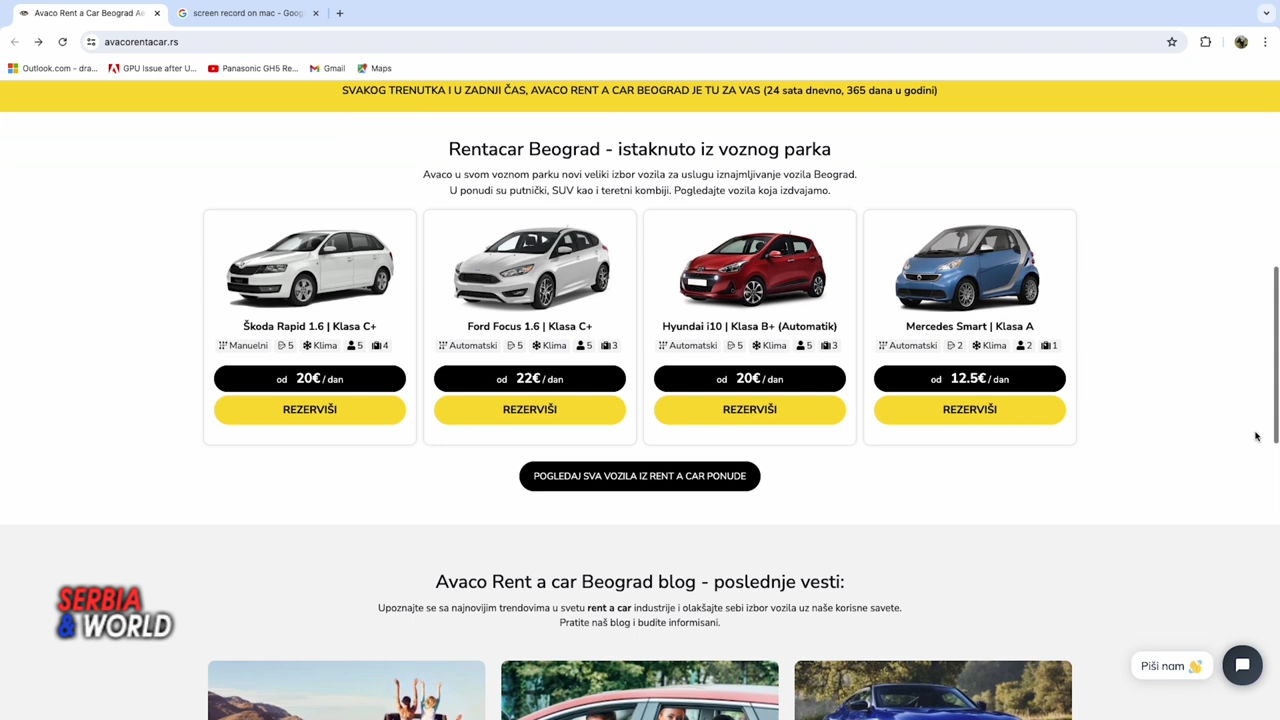 Avaco Rent a Car Beograd Ae
screen record on mac - Goog
avacorentacar.rs
Outlook.com - dra...
GPU Issue after U...
Panasonic GH5 Re...
Gmail
Maps
SVAKOG TRENUTKA I U ZADNJI ČAS, AVACO RENT A CAR BEOGRAD JE TU ZA VAS (24 sata dnevno, 365 dana u godini)
Rentacar Beograd - istaknuto iz voznog parka
Avaco u svom voznom parku novi veliki izbor vozila za uslugu iznajmljivanje vozila Beograd.
U ponudi su putnički, SUV kao i teretni kombiji. Pogledajte vozila koja izdvajamo.
Škoda Rapid 1.6 | Klasa C+
Manuelni 5 Klima 5 4
od 20€ / dan
REZERVIŠI
Ford Focus 1.6 | Klasa C+
Automatski 5 Klima 5 3
od 22€ / dan
REZERVIŠI
Hyundai i10 | Klasa B+ (Automatik)
Automatski 5 Klima 5 3
od 20€ / dan
REZERVIŠI
Mercedes Smart | Klasa A
Automatski 2 Klima 2 1
od 12.5€ / dan
REZERVIŠI
POGLEDAJ SVA VOZILA IZ RENT A CAR PONUDE
Avaco Rent a car Beograd blog - poslednje vesti:
Upoznajte se sa najnovijim trendovima u svetu rent a car industrije i olakšajte sebi izbor vozila uz naše korisne savete.
Pratite naš blog i budite informisani.
SERBIA
& WORLD
Piši nam 👋